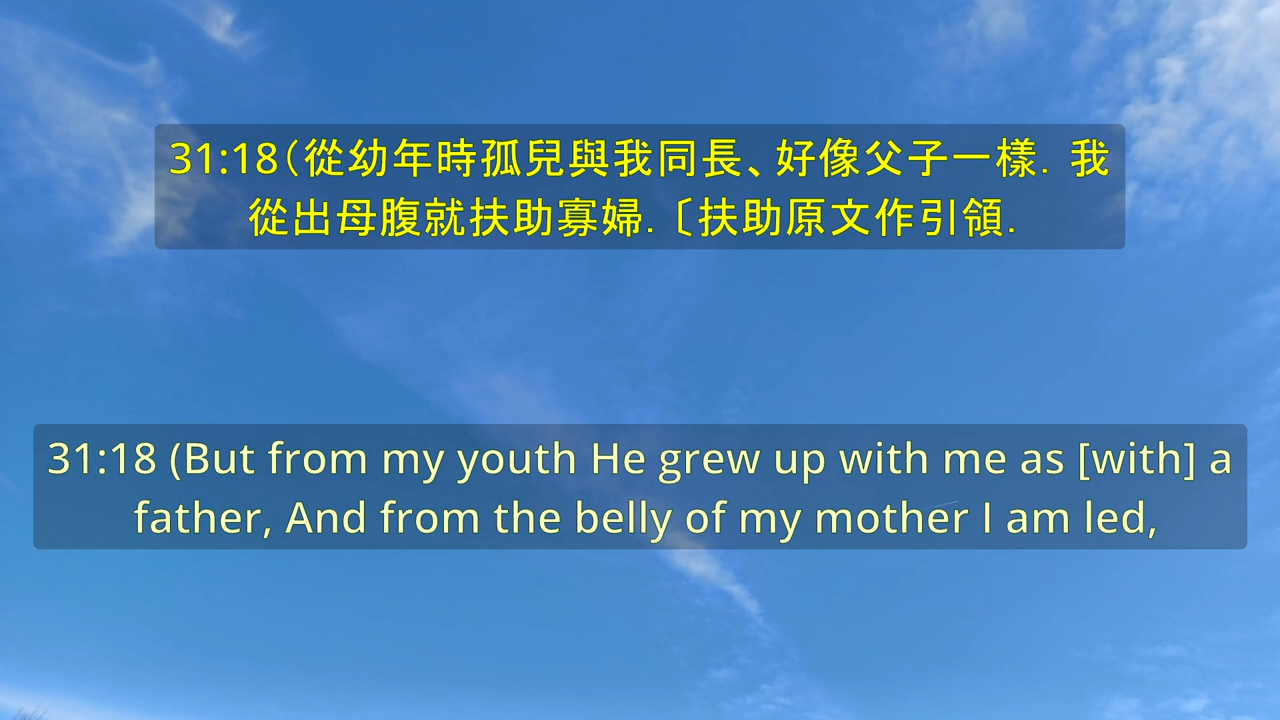 31:18(從幼年時孤兒與我同長、好像父子一樣. 我
從出母腹就扶助寡婦.〔扶助原文作引領.
31:18 (But from my youth He grew up with me as [with] a
father, And from the belly of my mother I am led,